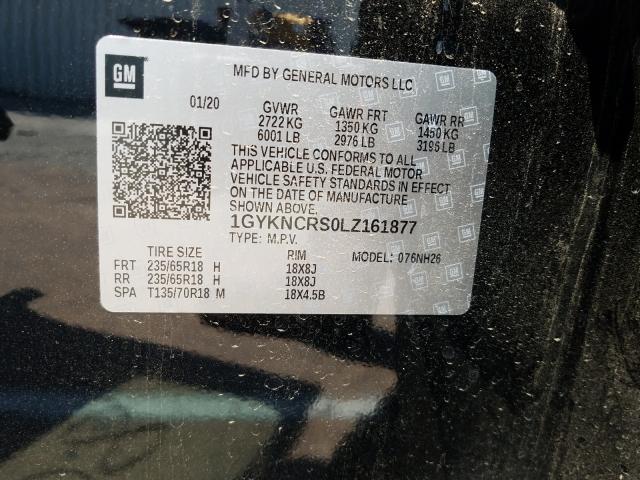 GM
MFD BY GENERAL MOTORS LLC
01/20
GVWR GAWR FRT GAWR RR
2722 KG 1350 KG 1450 KG
6001 LB 2976 LB 3196 LB
THIS VEHICLE CONFORMS TO ALL
APPLICABLE U.S. FEDERAL MOTOR
VEHICLE SAFETY STANDARDS IN EFFECT
ON THE DATE OF MANUFACTURE
SHOWN ABOVE.
1GYKNCRS0LZ161877
TYPE: M.P.V.
TIRE SIZE RIM MODEL: 076NH26
FRT 235/65R18 H 18X8J
RR 235/65R18 H 18X8J
SPA T135/70R18 M 18X4.5B